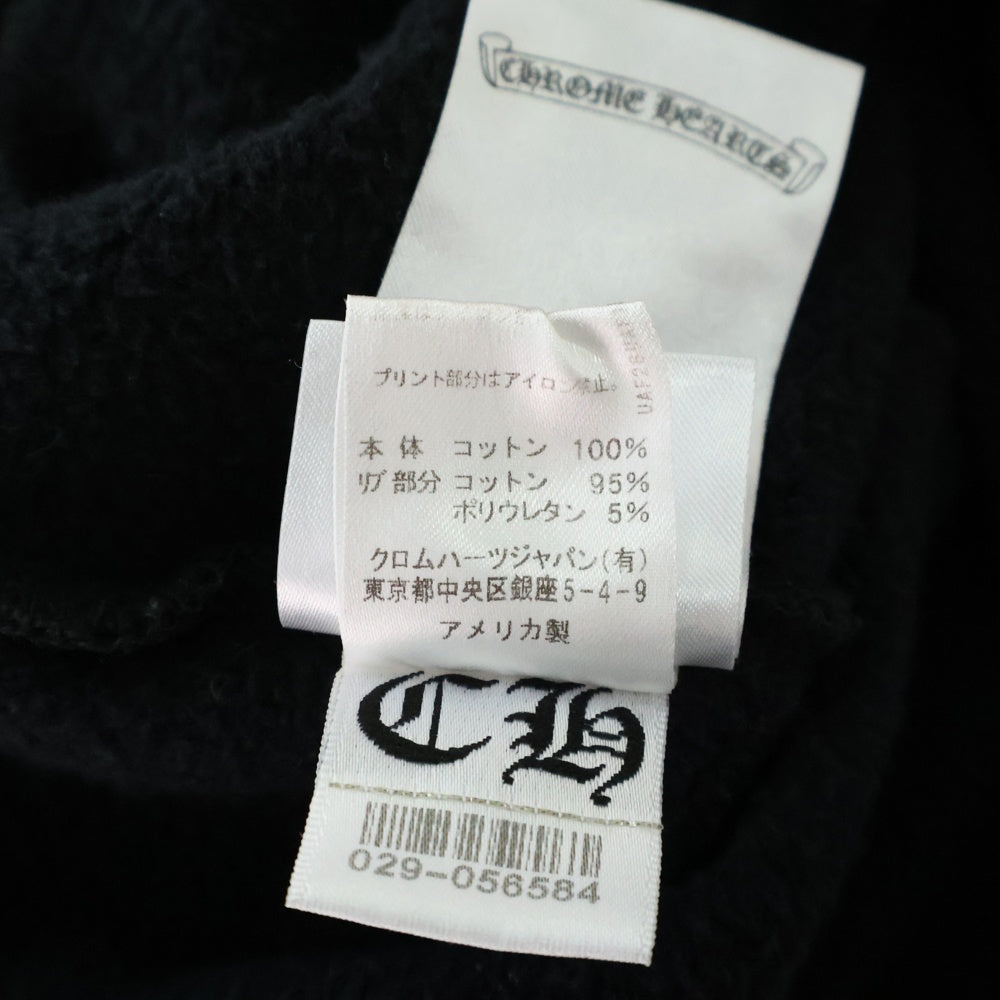 CHROME HEARTS
プリント部分はアイロン禁止。
本体 コットン 100%
リブ部分 コットン 95%
ポリウレタン 5%
クロムハーツジャパン(有)
東京都中央区銀座5-4-9
アメリカ製
CH
029-056584